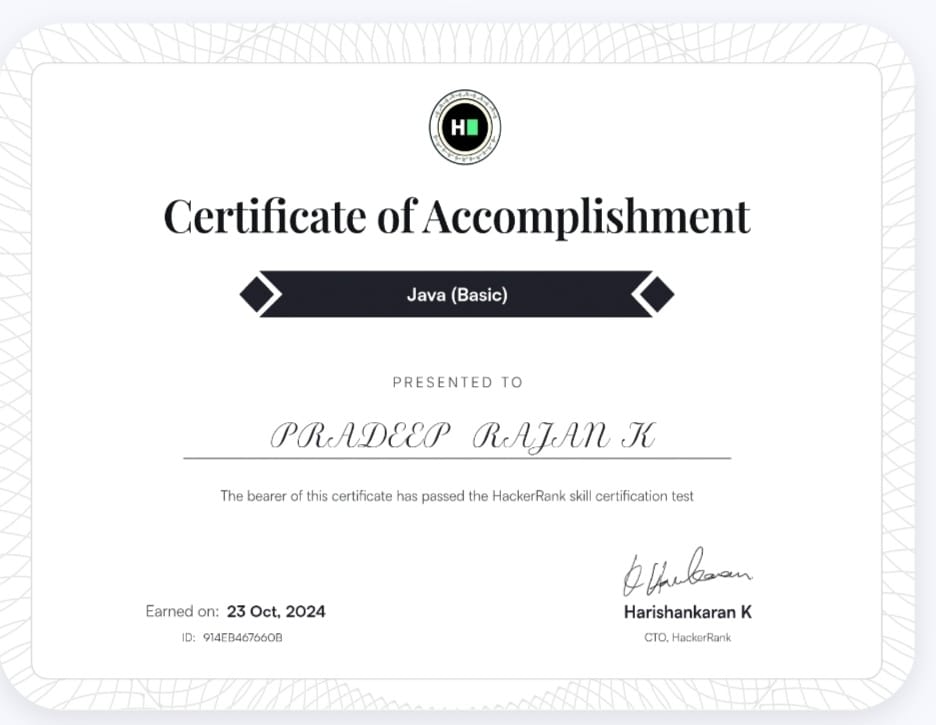 H
Certificate of Accomplishment
Java (Basic)
PRESENTED TO
PRADEEP RAJAN K
The bearer of this certificate has passed the HackerRank skill certification test
Earned on: 23 Oct, 2024
ID: 914EB467660B
Harishankaran K
CTO, HackerRank